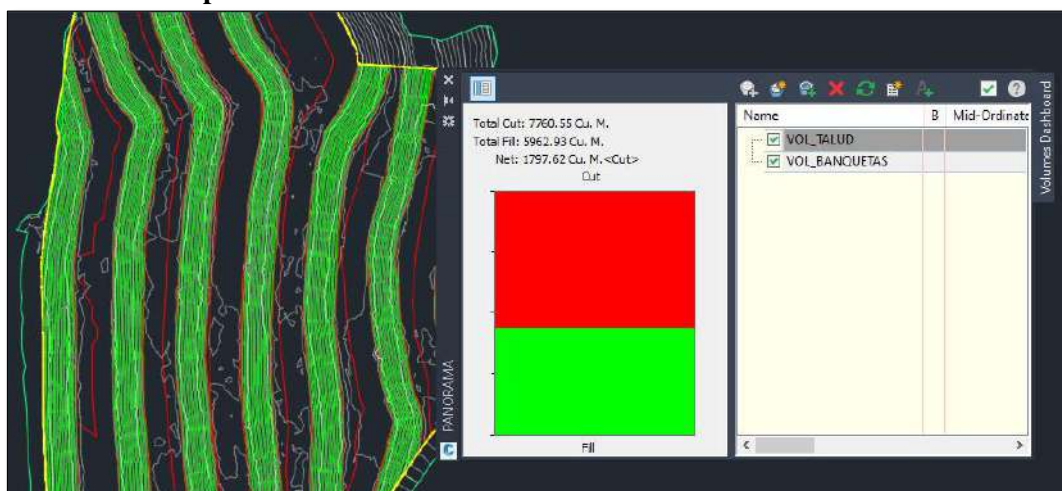 Total Cut: 7760.55 Cu. M.
Total Fill: 5962.93 Cu. M.
Net: 1797.62 Cu. M.<Cut>
Cut
Fill
Name B Mid-Ordinate
VOL_TALUD
VOL_BANQUETAS
Volumes Dashboard
PANORAMA